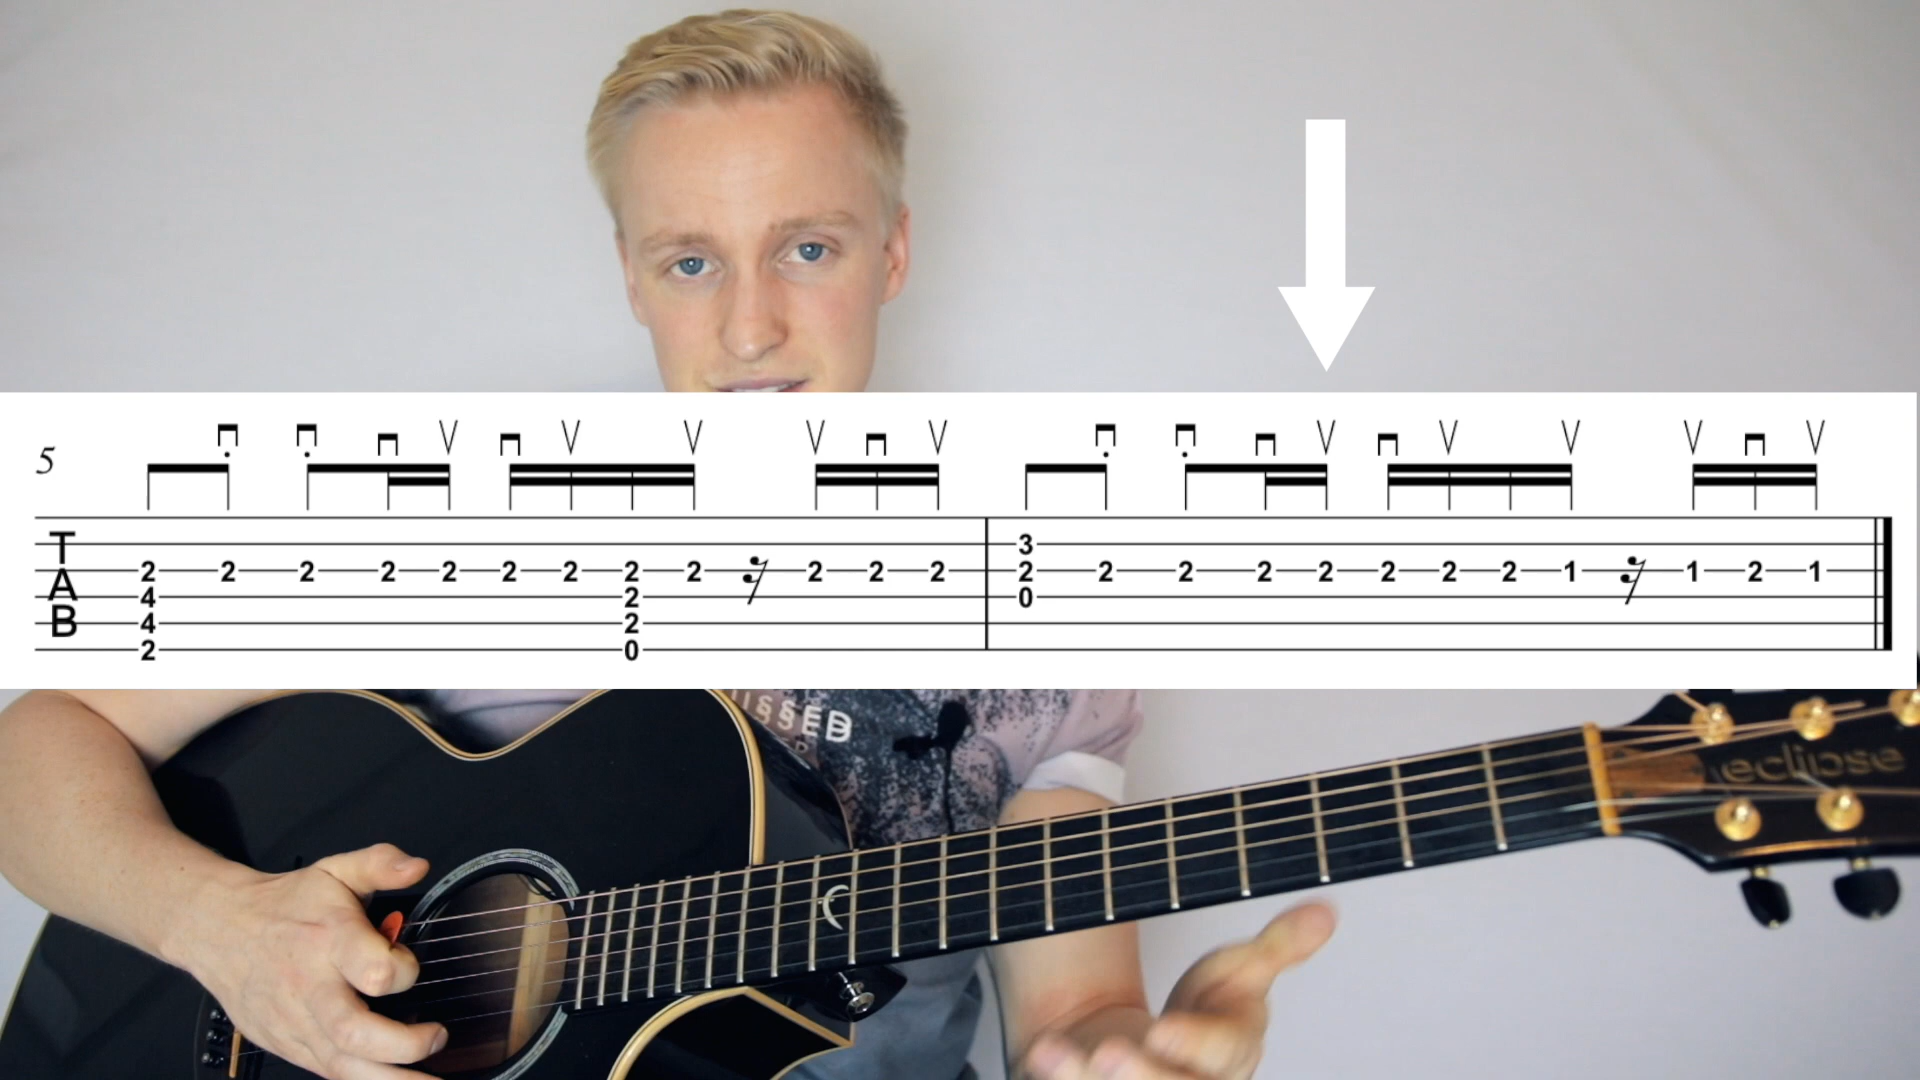 5
T
A
B
2 2 2 2 2 2 2 2 2 2 2 2 3
4 2 2 2 2 2 2 2 2 2 1 1 2 1
4 2 0
2 0
ISSED
eclipse